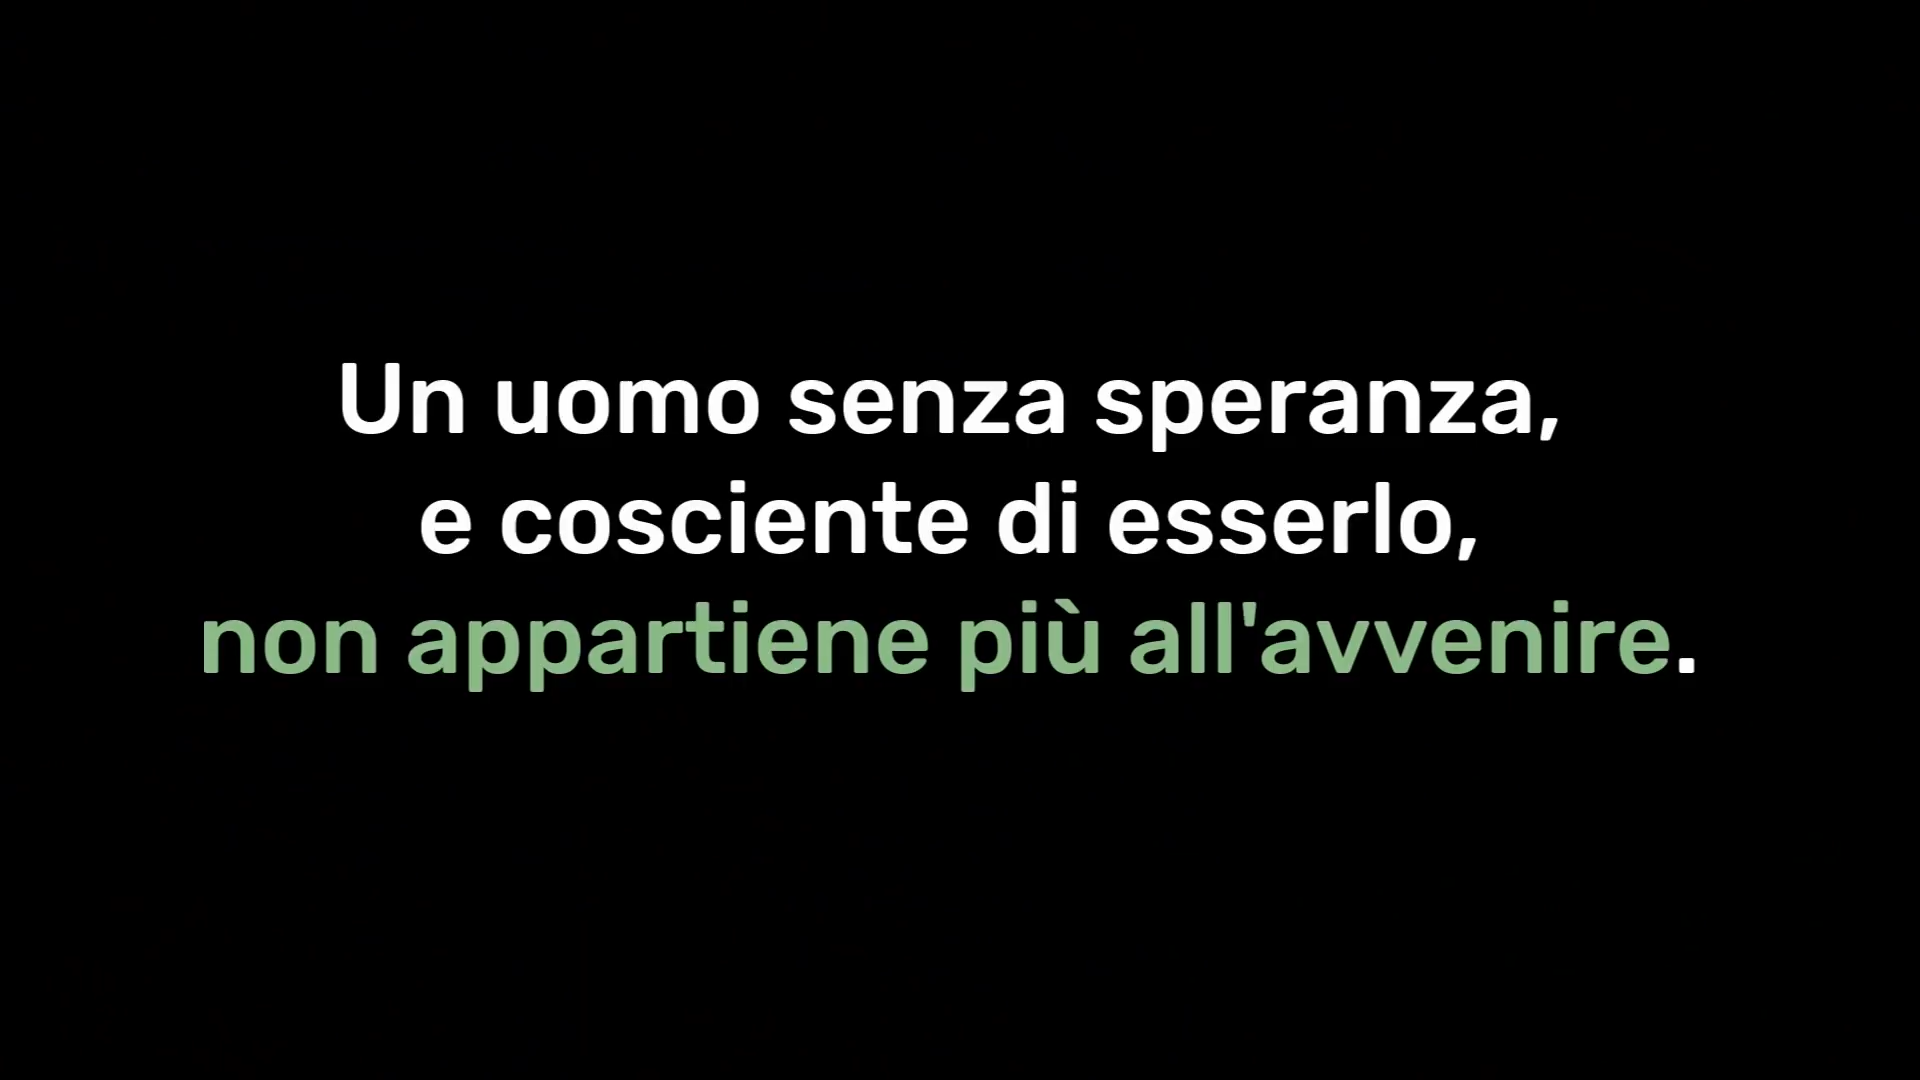 Un uomo senza speranza,
e cosciente di esserlo,
non appartiene più all'avvenire.